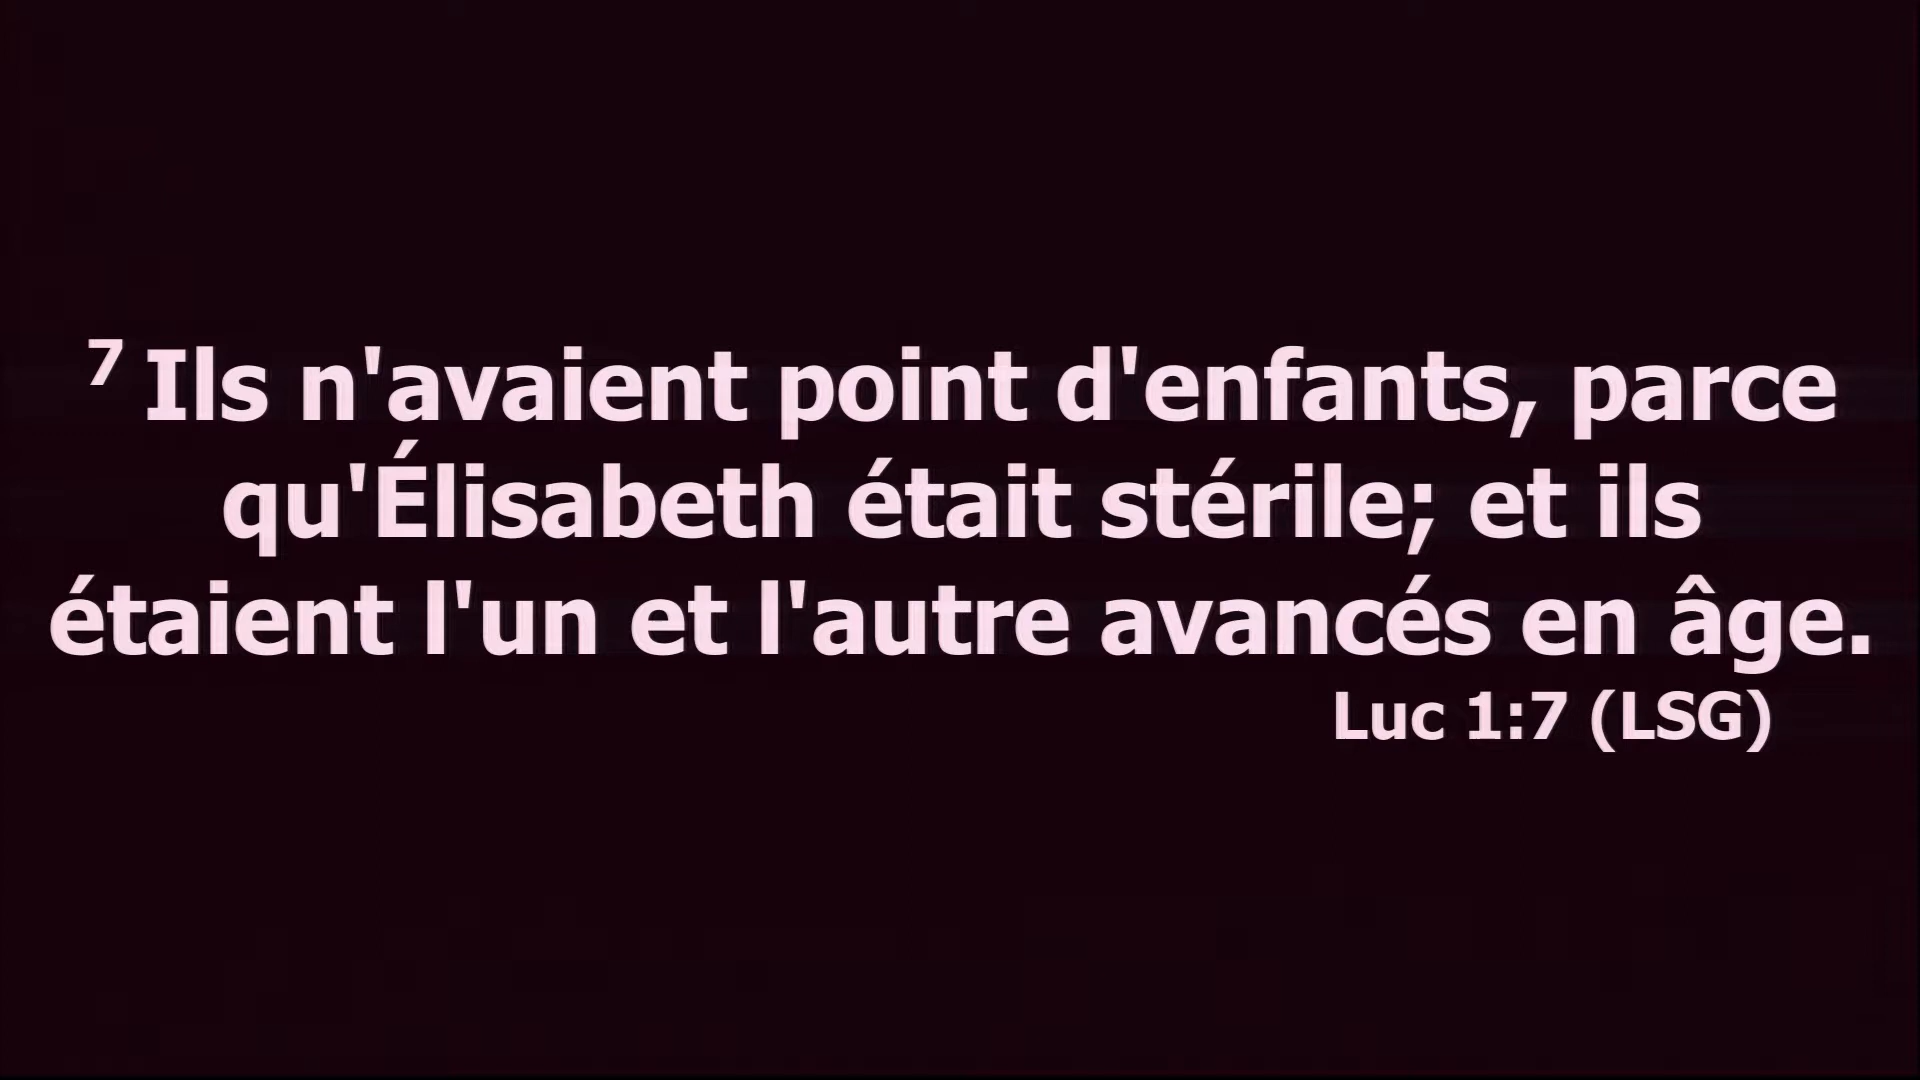 7 Ils n'avaient point d'enfants, parce
qu'Élisabeth était stérile; et ils
étaient l'un et l'autre avancés en âge.
Luc 1:7 (LSG)